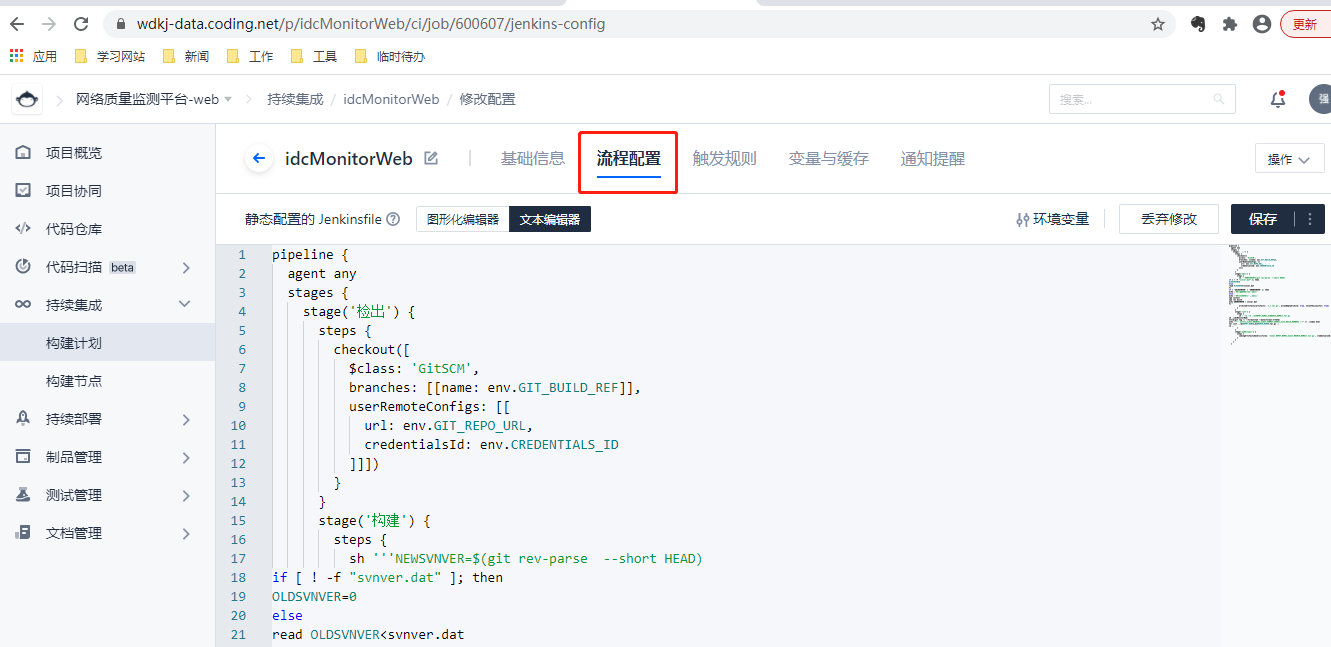 wdkj-data.coding.net/p/idcMonitorWeb/ci/job/600607/jenkins-config
更新
应用 学习网站 新闻 工作 工具 临时待办
网络质量监测平台-web 持续集成 / idcMonitorWeb / 修改配置 搜索... 强
项目概览
项目协同
代码仓库
代码扫描 beta
持续集成
构建计划
构建节点
持续部署
制品管理
测试管理
文档管理
idcMonitorWeb 基础信息 流程配置 触发规则 变量与缓存 通知提醒 操作
静态配置的 Jenkinsfile 图形化编辑器 文本编辑器 环境变量 丢弃修改 保存
1 pipeline {
2 agent any
3 stages {
4 stage('检出') {
5 steps {
6 checkout([
7 $class: 'GitSCM',
8 branches: [[name: env.GIT_BUILD_REF]],
9 userRemoteConfigs: [[
10 url: env.GIT_REPO_URL,
11 credentialsId: env.CREDENTIALS_ID
12 ]]])
13 }
14 }
15 stage('构建') {
16 steps {
17 sh '''NEWSVNVER=$(git rev-parse  --short HEAD)
18 if [ ! -f "svnver.dat" ]; then
19 OLDSVNVER=0
20 else
21 read OLDSVNVER<svnver.dat